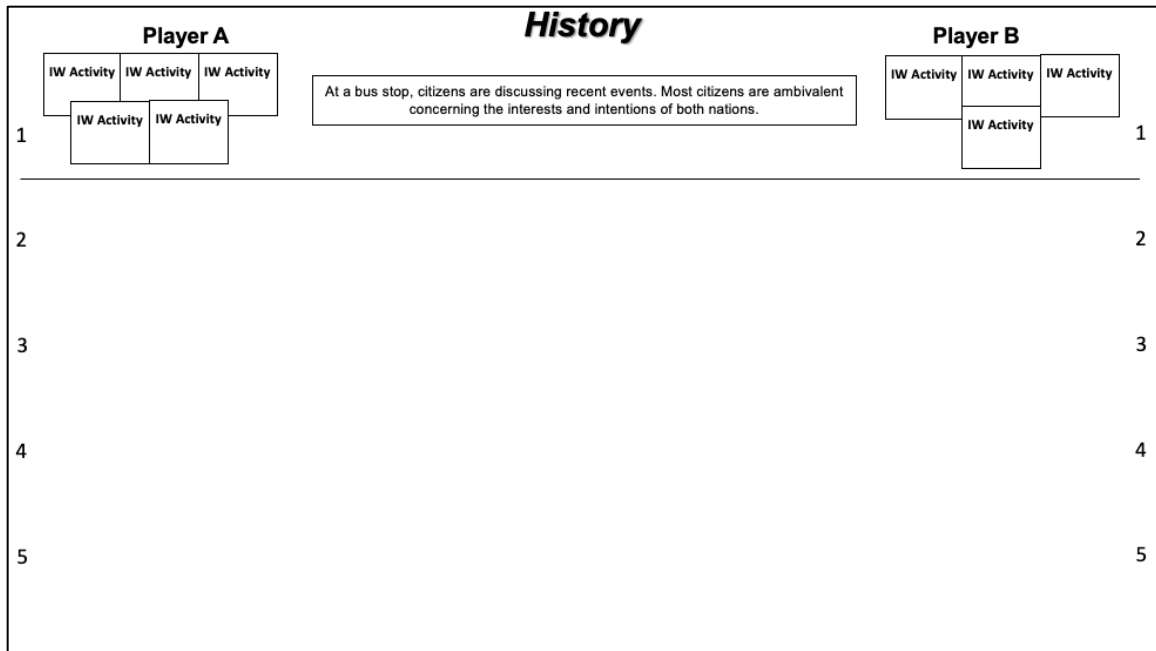 History
Player A
Player B
IW Activity IW Activity IW Activity
IW Activity IW Activity
At a bus stop, citizens are discussing recent events. Most citizens are ambivalent
concerning the interests and intentions of both nations.
IW Activity IW Activity IW Activity
IW Activity
1 1
2 2
3 3
4 4
5 5